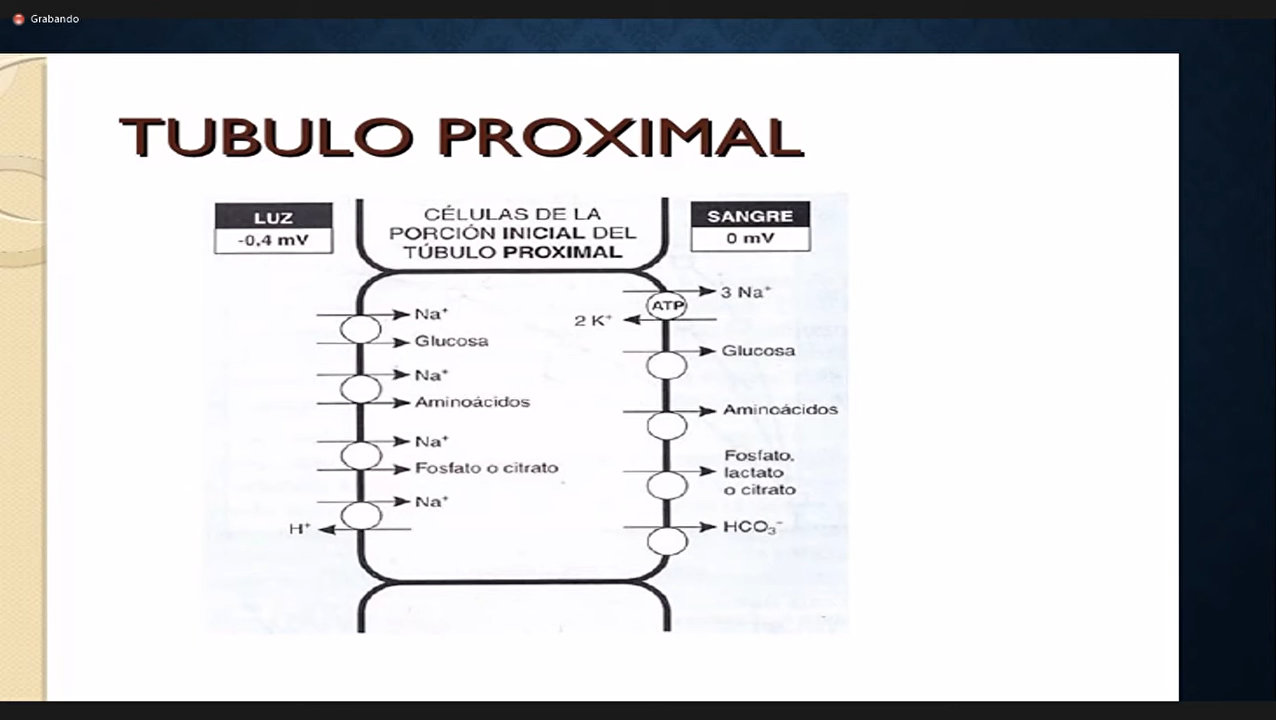 Grabando
TUBULO PROXIMAL
LUZ
-0,4 mV
CÉLULAS DE LA
PORCIÓN INICIAL DEL
TÚBULO PROXIMAL
SANGRE
0 mV
Na⁺
Glucosa
Na⁺
Aminoácidos
Na⁺
Fosfato o citrato
Na⁺
H⁺
ATP
3 Na⁺
2 K⁺
Glucosa
Aminoácidos
Fosfato,
lactato
o citrato
HCO₃⁻